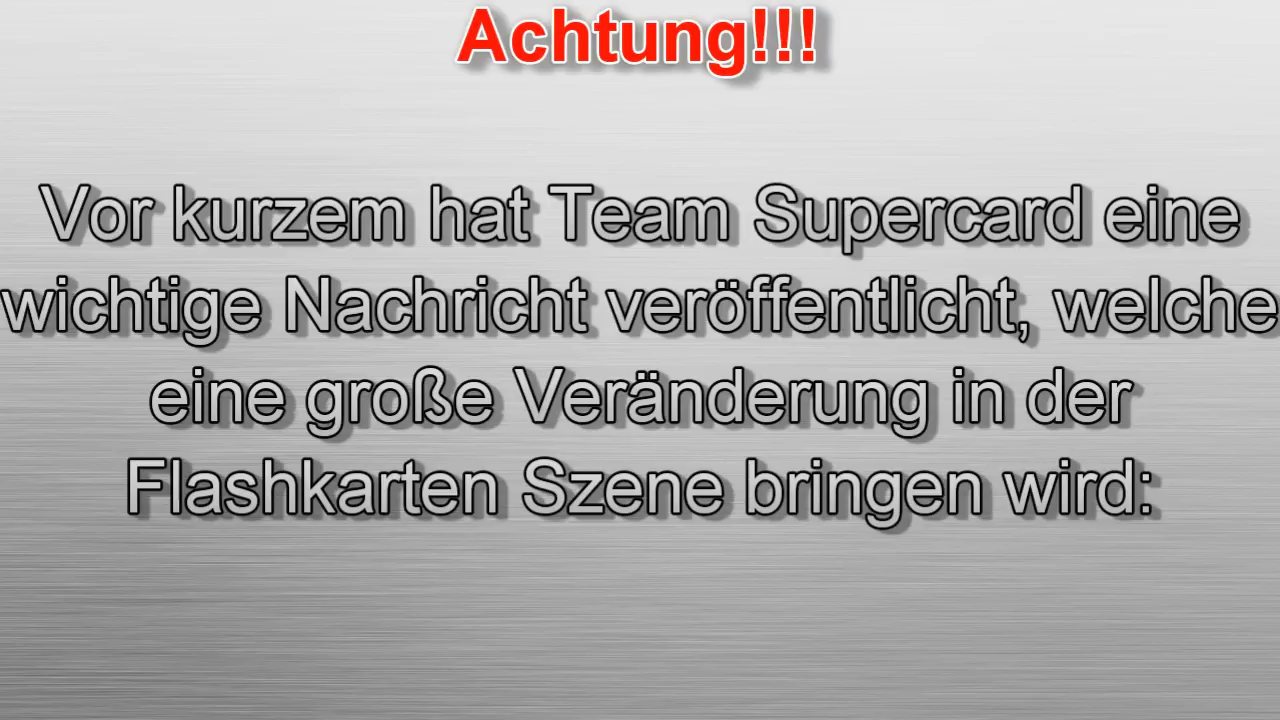 Achtung!!!
Vor kurzem hat Team Supercard eine
wichtige Nachricht veröffentlicht, welche
eine große Veränderung in der
Flashkarten Szene bringen wird: